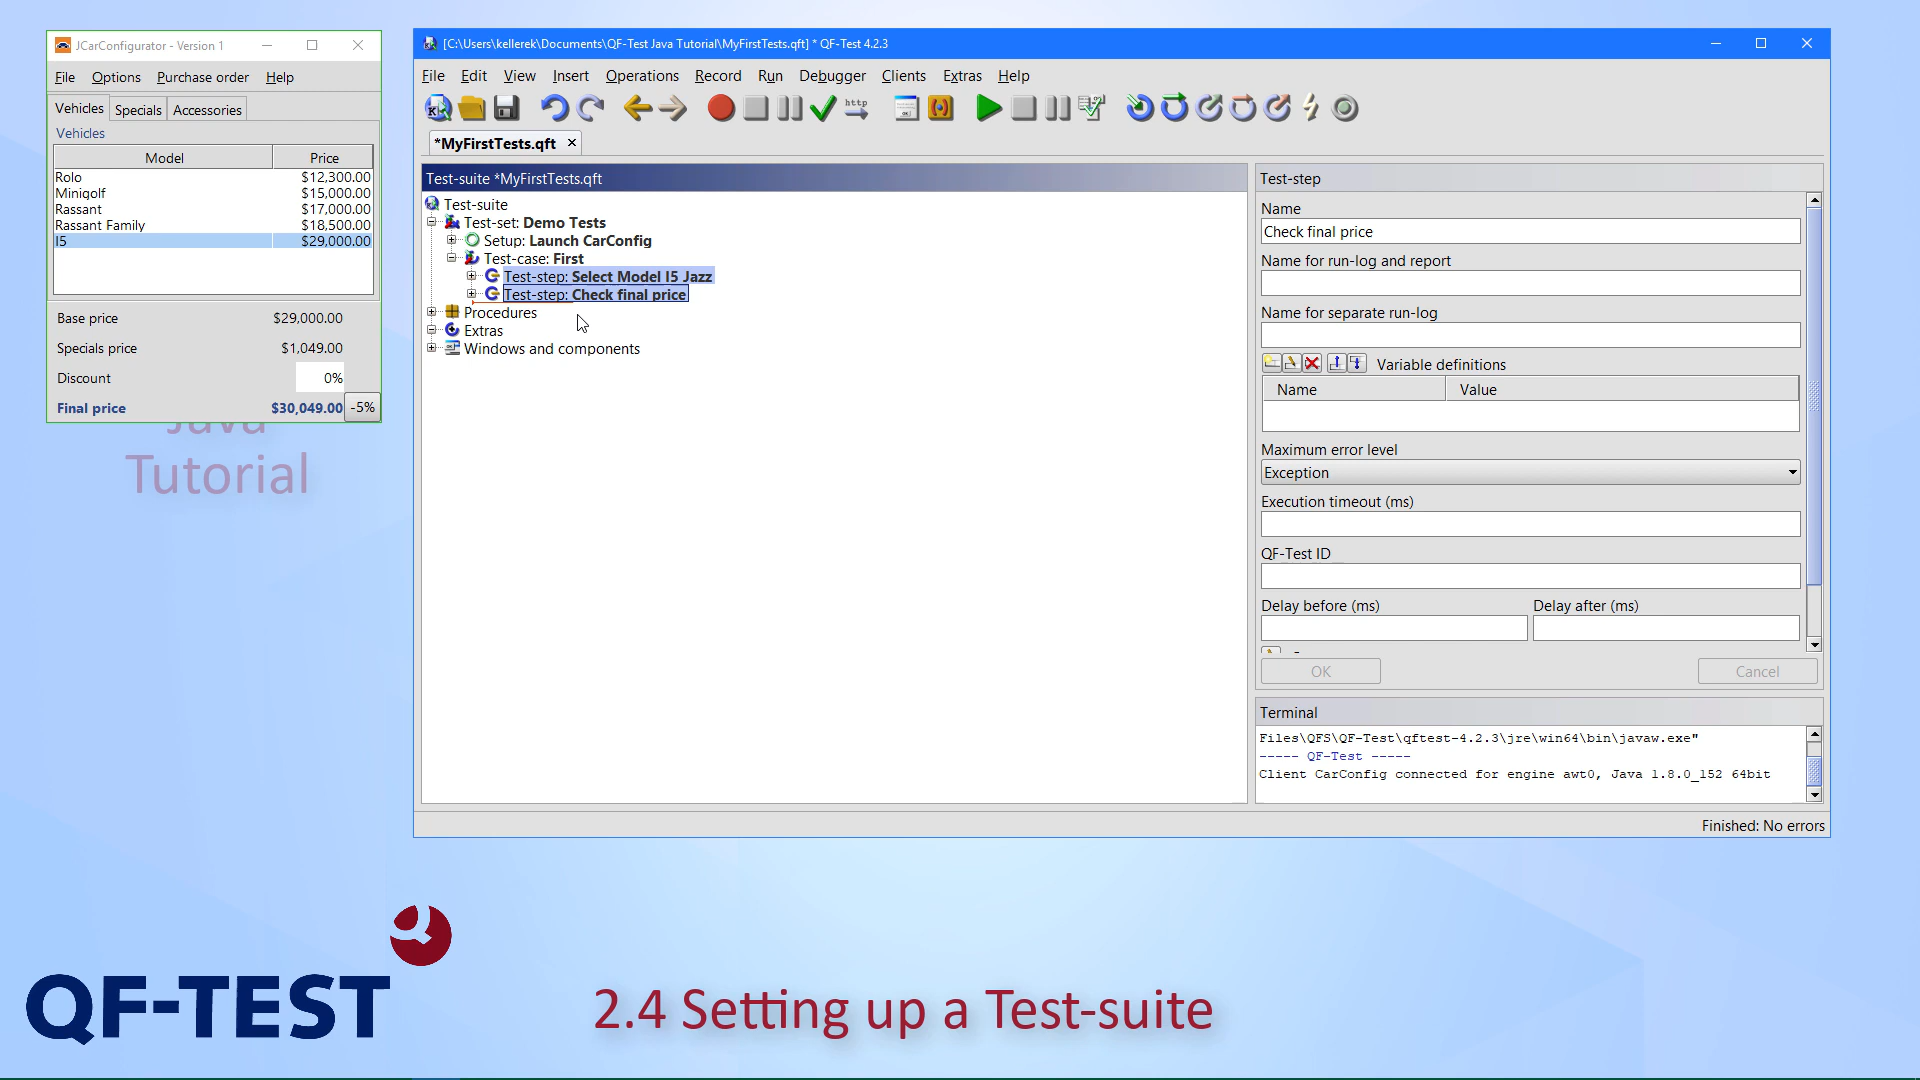 JCarConfigurator - Version 1
File Options Purchase order Help
Vehicles Specials Accessories
Vehicles
Model Price
Rolo $12,300.00
Minigolf $15,000.00
Rassant $17,000.00
Rassant Family $18,500.00
I5 $29,000.00
Base price $29,000.00
Specials price $1,049.00
Discount 0%
Final price $30,049.00 -5%
Java
Tutorial
[C:\Users\kellerek\Documents\QF-Test Java Tutorial\MyFirstTests.qft] * QF-Test 4.2.3
File Edit View Insert Operations Record Run Debugger Clients Extras Help
http
*MyFirstTests.qft
Test-suite *MyFirstTests.qft
Test-suite
Test-set: Demo Tests
Setup: Launch CarConfig
Test-case: First
Test-step: Select Model I5 Jazz
Test-step: Check final price
Procedures
Extras
Windows and components
Test-step
Name
Check final price
Name for run-log and report
Name for separate run-log
Variable definitions
Name Value
Maximum error level
Exception
Execution timeout (ms)
QF-Test ID
Delay before (ms) Delay after (ms)
OK Cancel
Terminal
Files\QFS\QF-Test\qftest-4.2.3\jre\win64\bin\javaw.exe"
----- QF-Test -----
Client CarConfig connected for engine awt0, Java 1.8.0_152 64bit
Finished: No errors
QF-TEST
2.4 Setting up a Test-suite